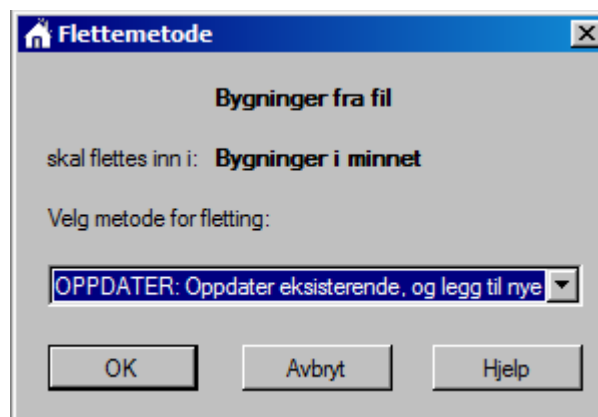 Flettemetode
Bygninger fra fil
skal flettes inn i: Bygninger i minnet
Velg metode for fletting:
OPPDATER: Oppdater eksisterende, og legg til nye
OK Avbryt Hjelp